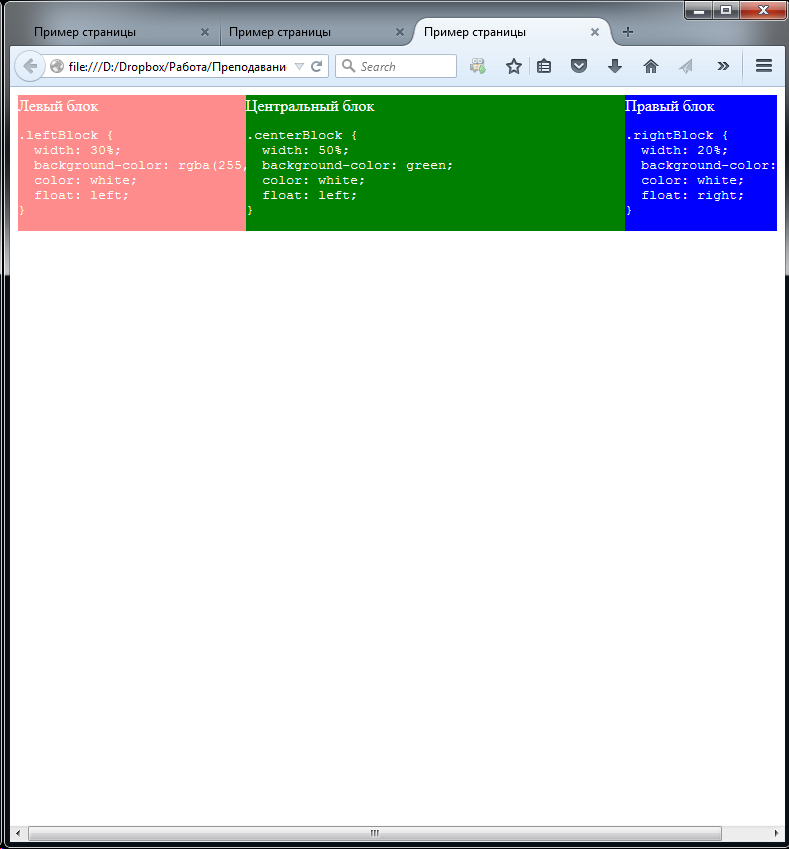 Пример страницы
Пример страницы
Пример страницы
file:///D:/Dropbox/Работа/Преподавани
Search
Левый блок
.leftBlock {
width: 30%;
background-color: rgba(255,
color: white;
float: left;
}
Центральный блок
.centerBlock {
width: 50%;
background-color: green;
color: white;
float: left;
}
Правый блок
.rightBlock {
width: 20%;
background-color:
color: white;
float: right;
}